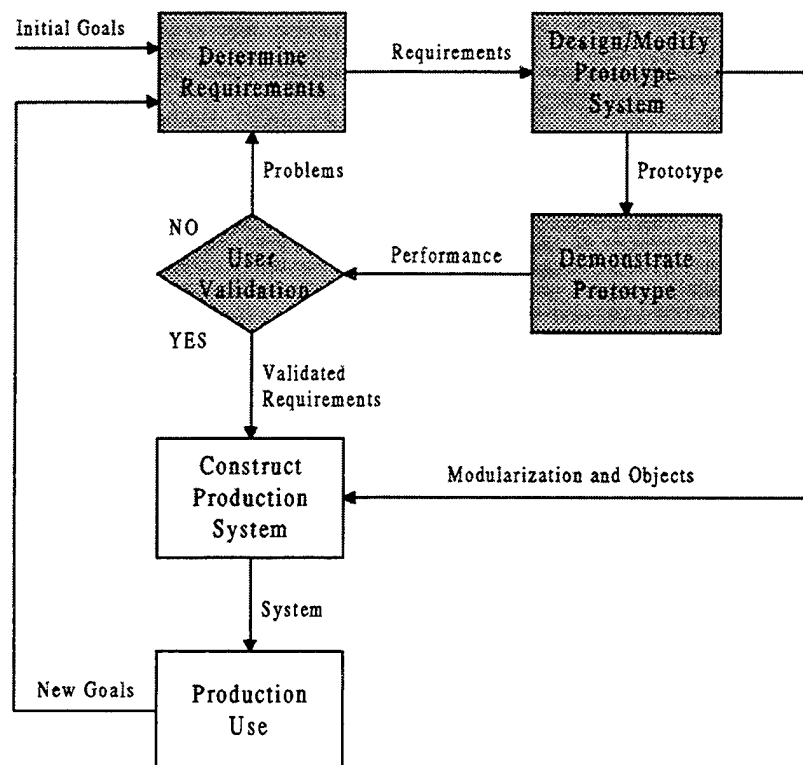 Initial Goals
Determine
Requirements
Requirements
Design/Modify
Prototype
System
Problems
Prototype
NO
User
Validation
Performance
Demonstrate
Prototype
YES
Validated
Requirements
Construct
Production
System
Modularization and Objects
System
New Goals
Production
Use